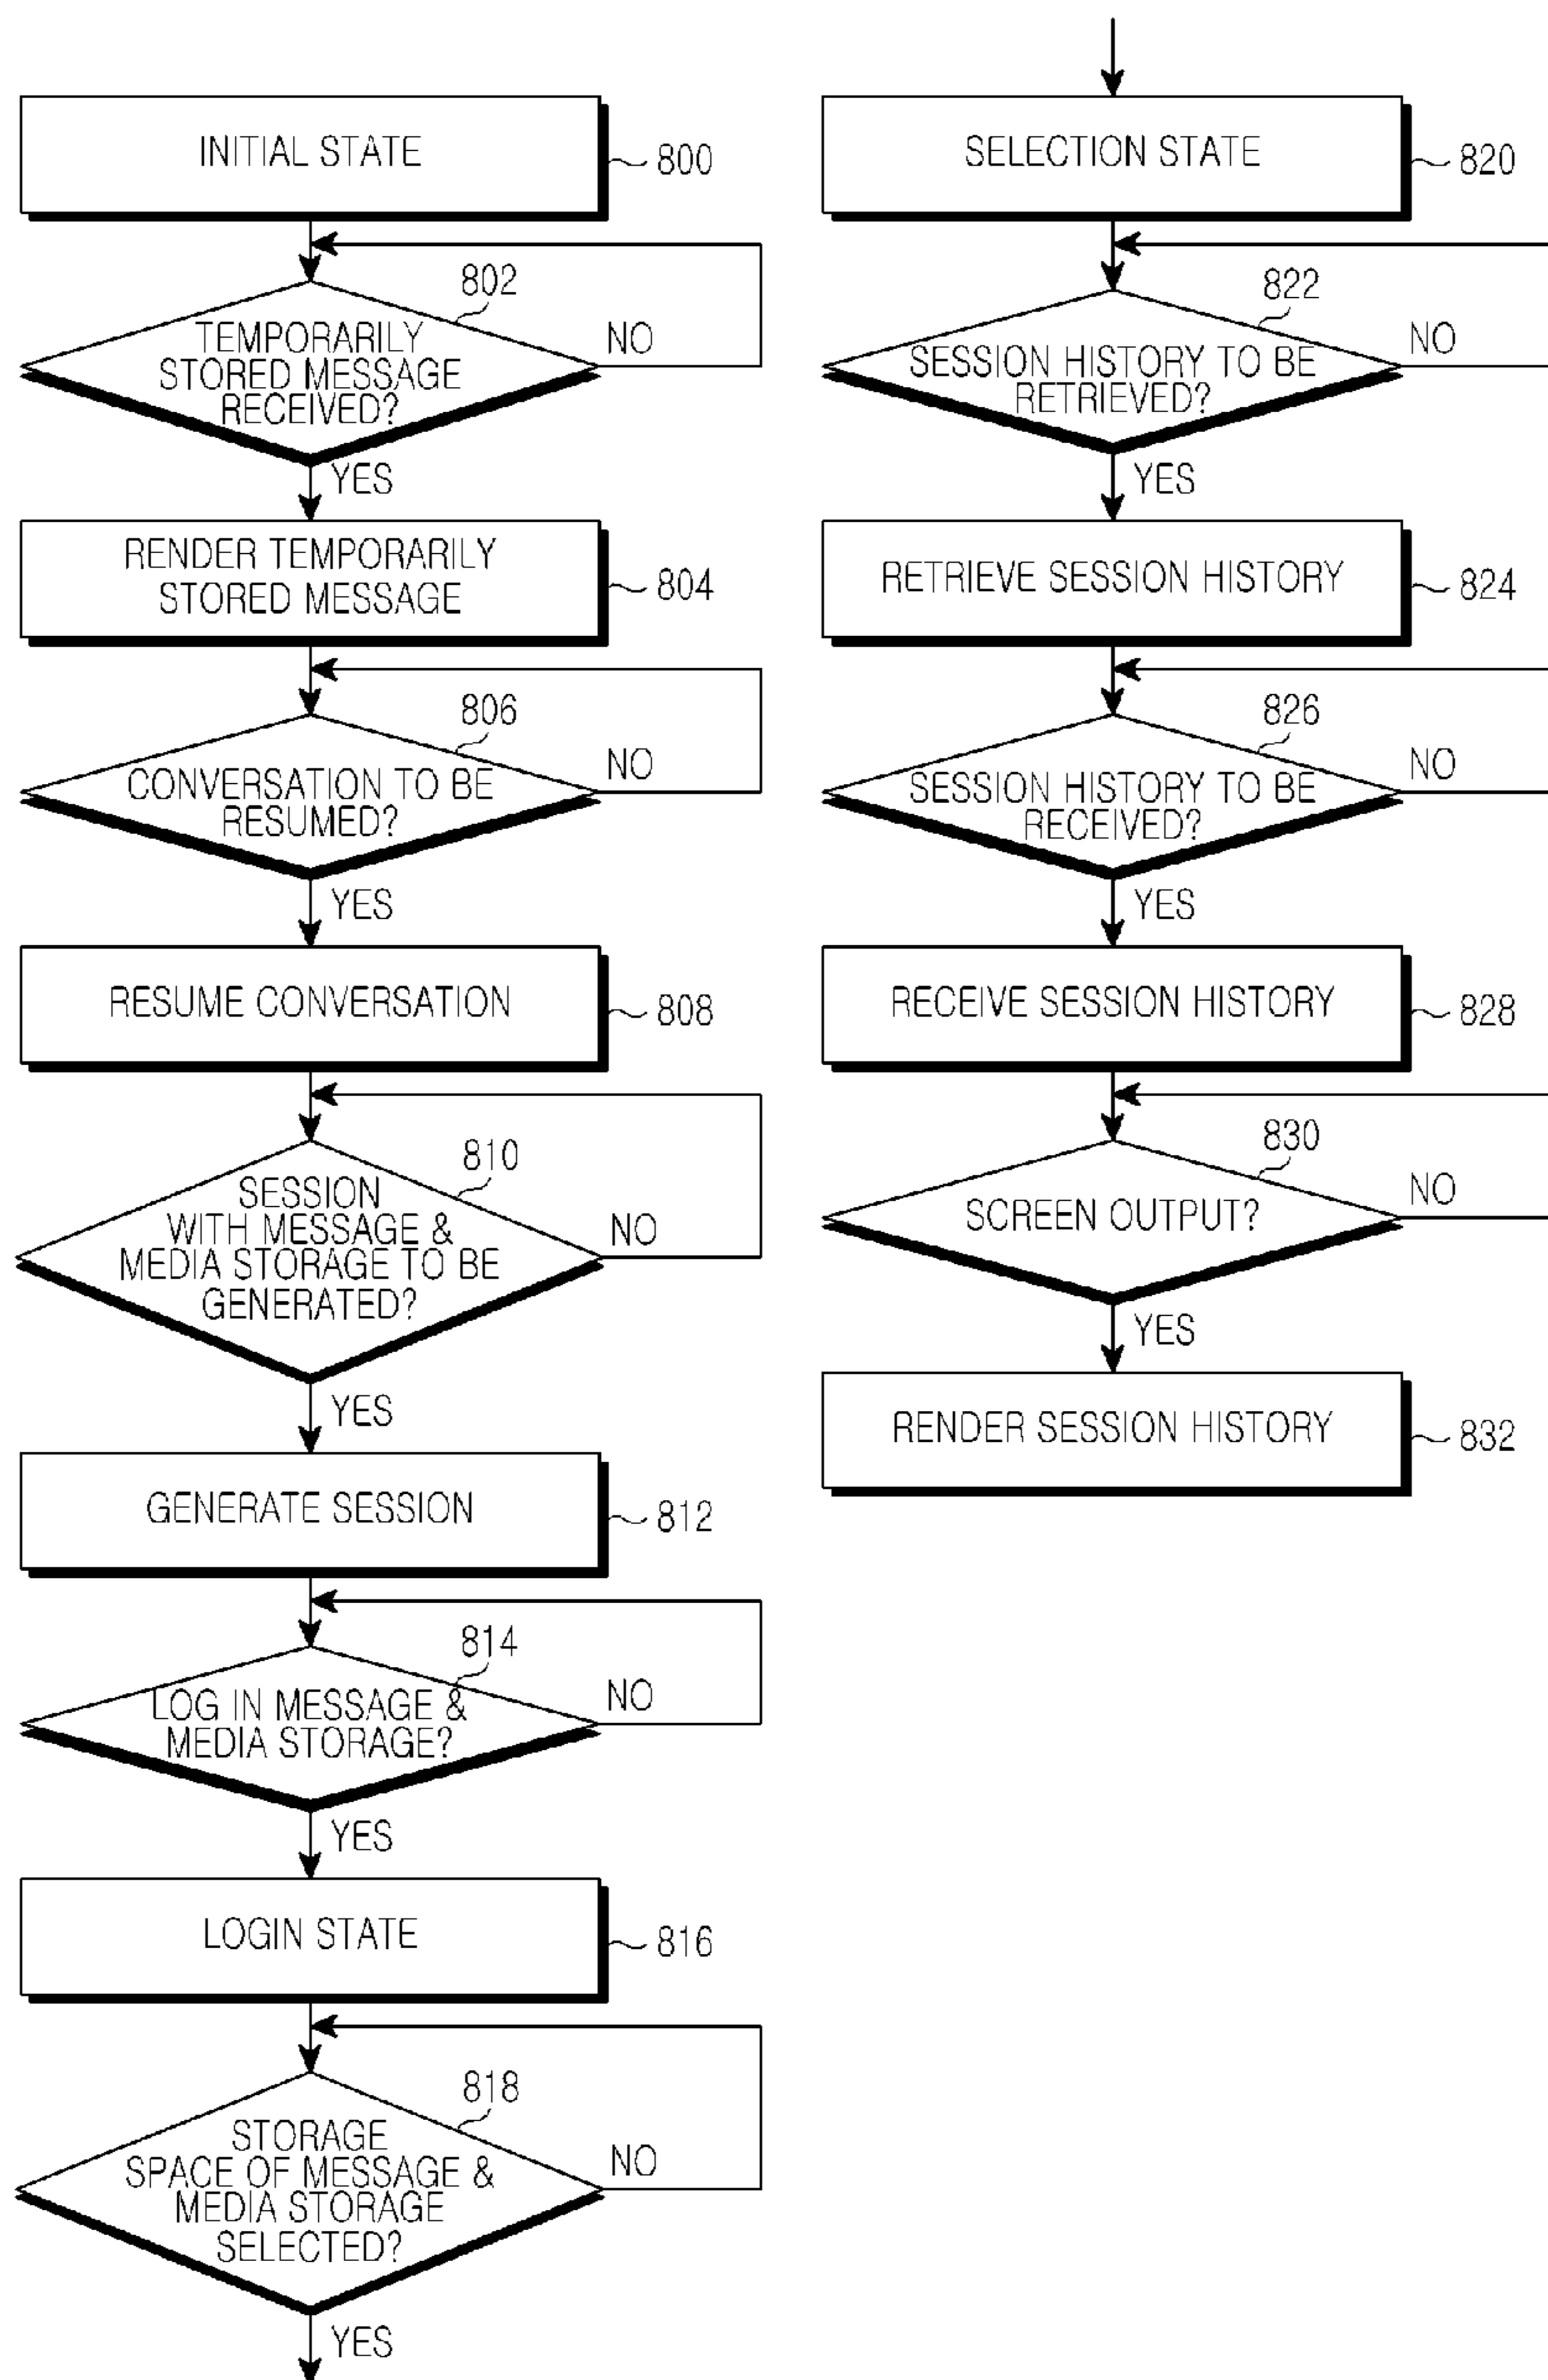 INITIAL STATE
800
802
TEMPORARILY
STORED MESSAGE
RECEIVED?
NO
YES
RENDER TEMPORARILY
STORED MESSAGE
804
806
CONVERSATION TO BE
RESUMED?
NO
YES
RESUME CONVERSATION
808
810
SESSION
WITH MESSAGE &
MEDIA STORAGE TO BE
GENERATED?
NO
YES
GENERATE SESSION
812
814
LOG IN MESSAGE &
MEDIA STORAGE?
NO
YES
LOGIN STATE
816
818
STORAGE
SPACE OF MESSAGE &
MEDIA STORAGE
SELECTED?
NO
YES
SELECTION STATE
820
822
SESSION HISTORY TO BE
RETRIEVED?
NO
YES
RETRIEVE SESSION HISTORY
824
826
SESSION HISTORY TO BE
RECEIVED?
NO
YES
RECEIVE SESSION HISTORY
828
830
SCREEN OUTPUT?
NO
YES
RENDER SESSION HISTORY
832